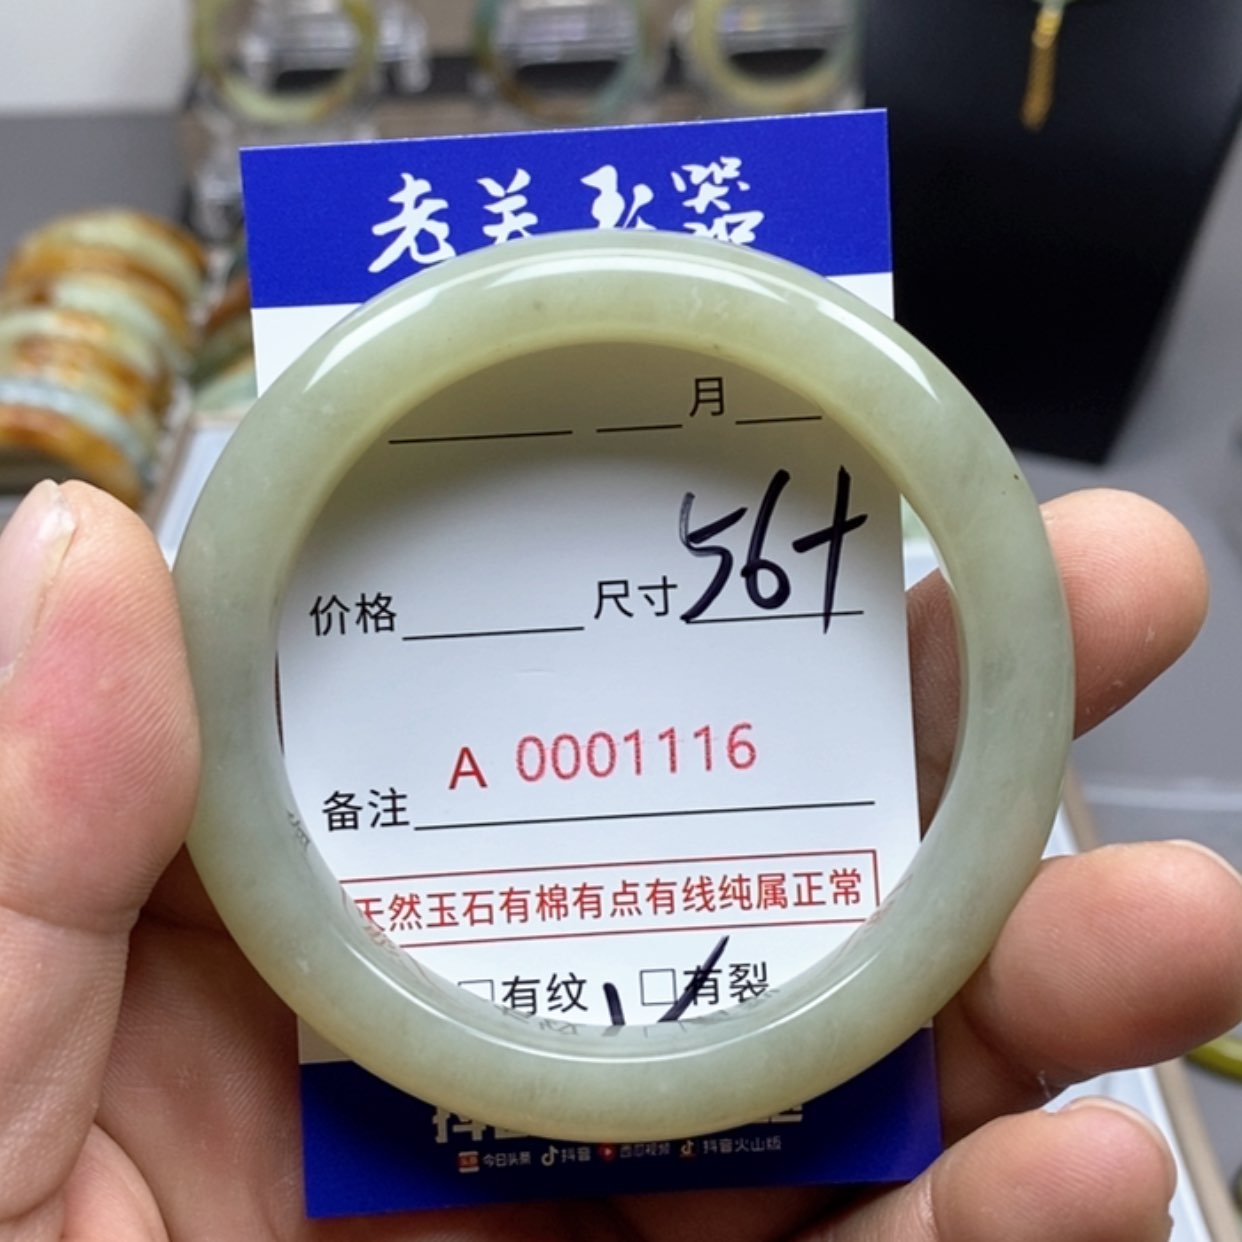 老关玉器
月
价格 尺寸 56+
A 0001116
备注
天然玉石有棉有点有线纯属正常
□有纹 □有裂
今日头条 抖音 西瓜视频 抖音火山版